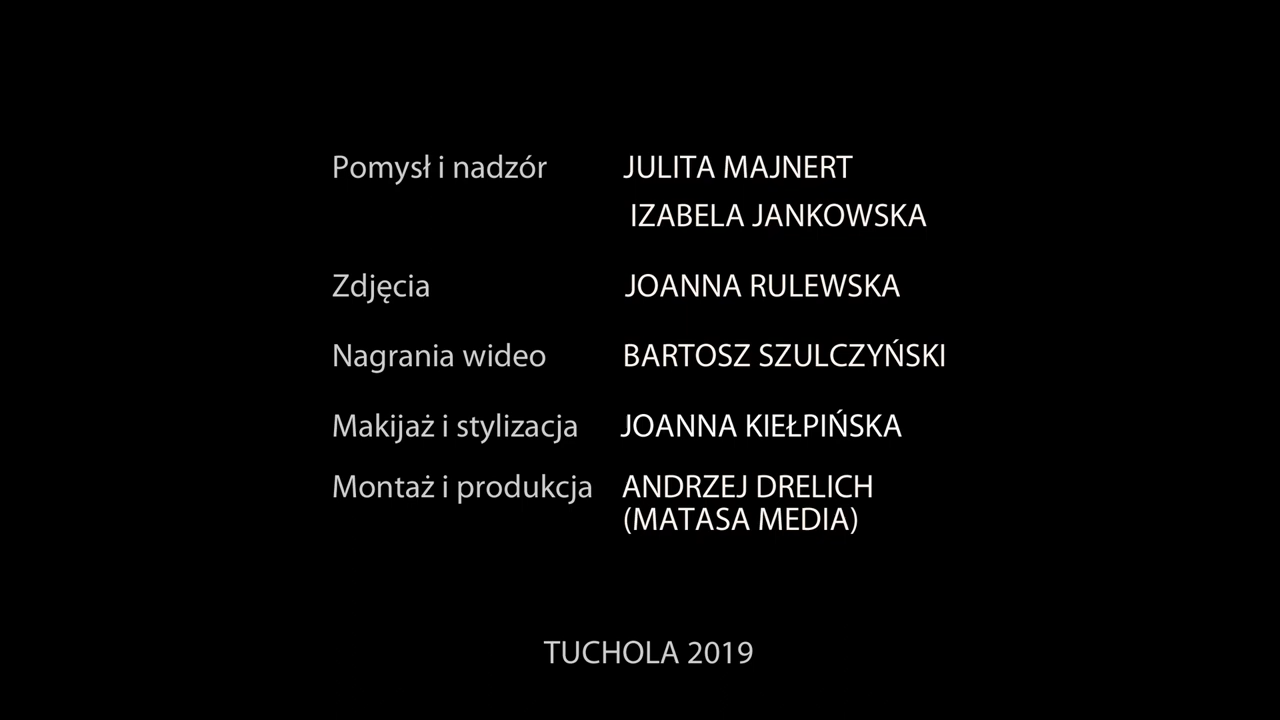 Pomysł i nadzór JULITA MAJNERT
IZABELA JANKOWSKA
Zdjęcia JOANNA RULEWSKA
Nagrania wideo BARTOSZ SZULCZYŃSKI
Makijaż i stylizacja JOANNA KIEŁPIŃSKA
Montaż i produkcja ANDRZEJ DRELICH
(MATASA MEDIA)
TUCHOLA 2019